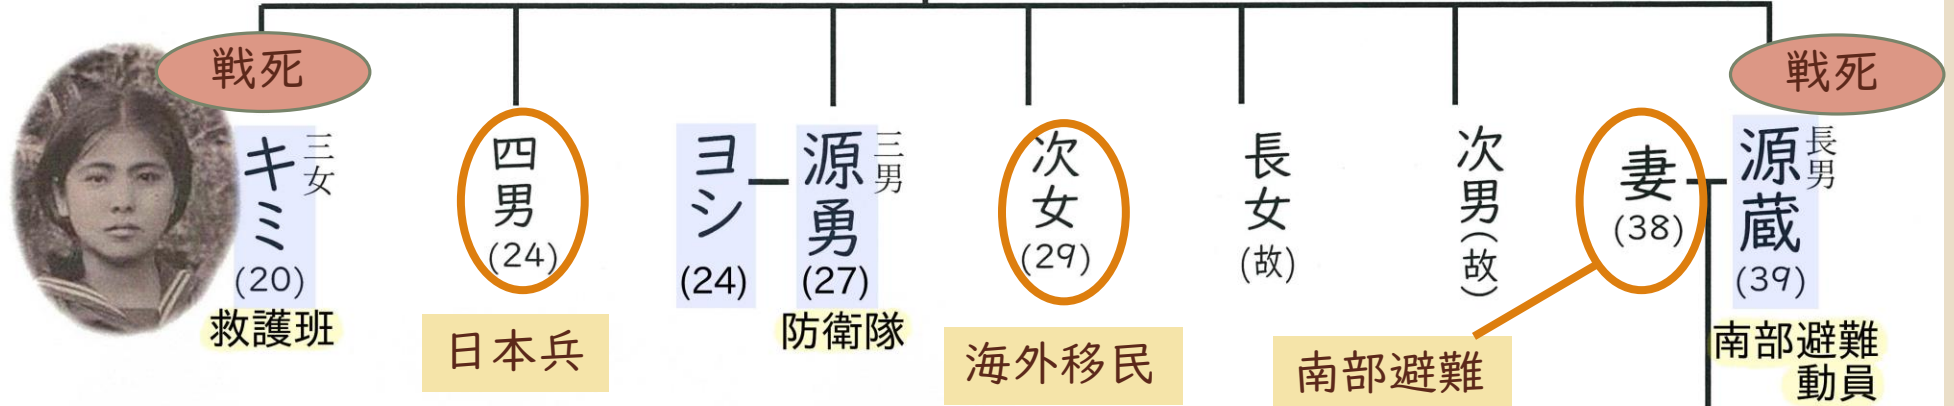 戦死
長男
源蔵
(39)
南部避難
動員
妻
(38)
南部避難
次男(故)
長女
(故)
次女
(29)
海外移民
三男
源勇
(27)
防衛隊
ヨシ
(24)
四男
(24)
日本兵
戦死
三女
キミ
(20)
救護班